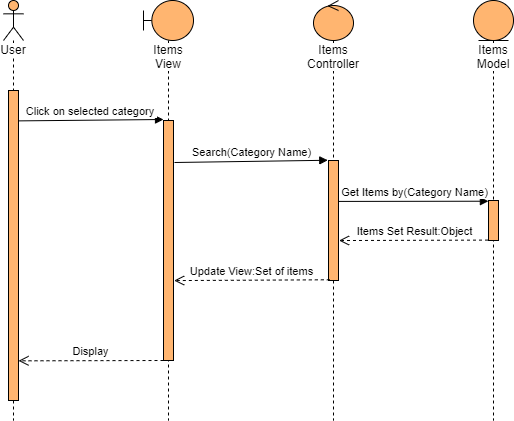 User
Items
View
Items
Controller
Items
Model
Click on selected category
Search(Category Name)
Get Items by(Category Name)
Items Set Result:Object
Update View:Set of items
Display